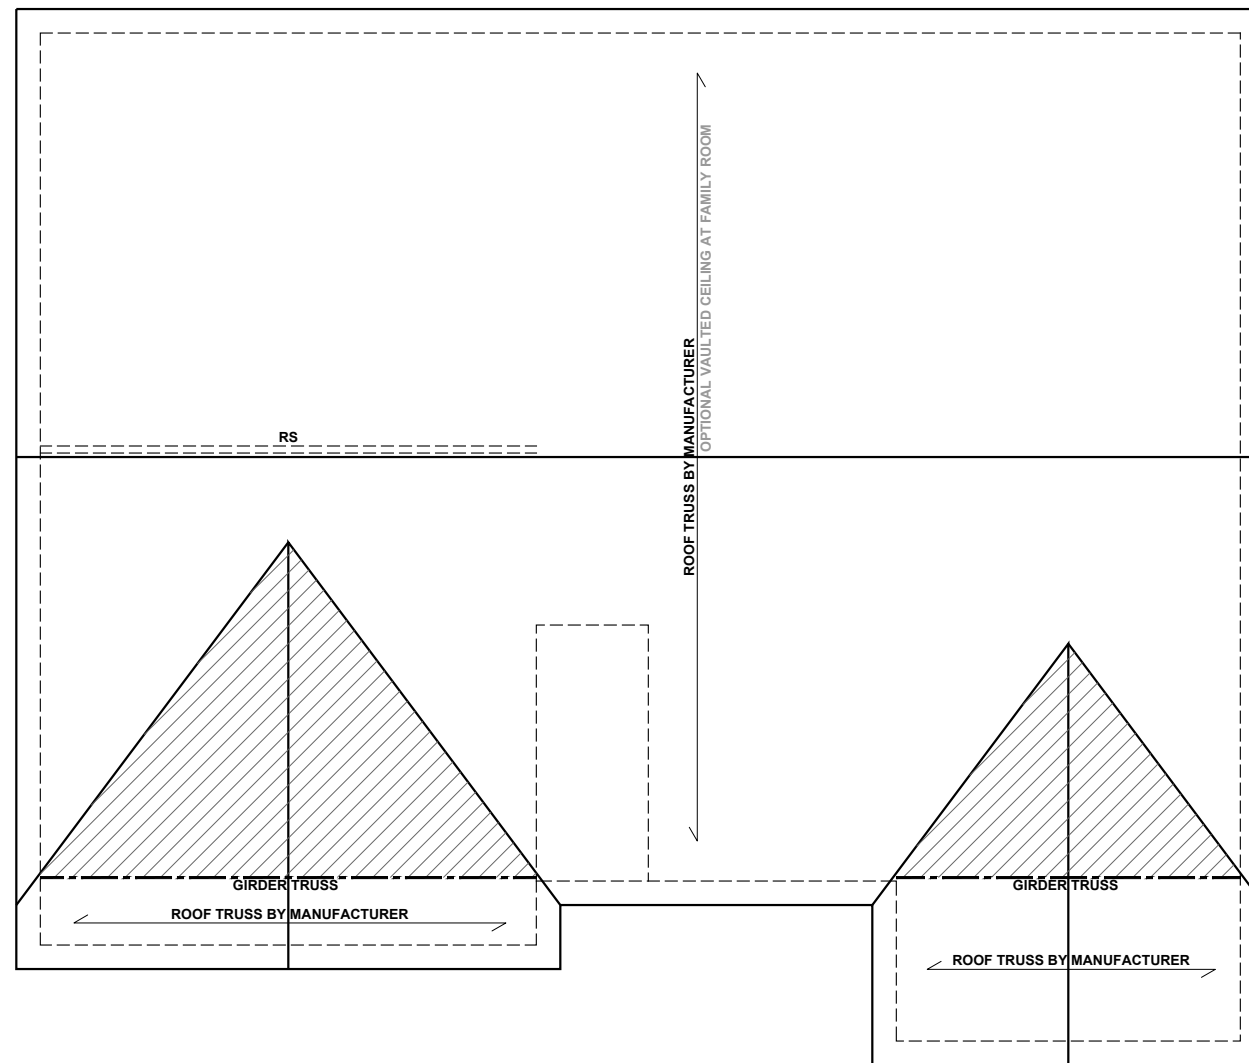 OPTIONAL VAULTED CEILING AT FAMILY ROOM
ROOF TRUSS BY MANUFACTURER
RS
GIRDER TRUSS
GIRDER TRUSS
ROOF TRUSS BY MANUFACTURER
ROOF TRUSS BY MANUFACTURER